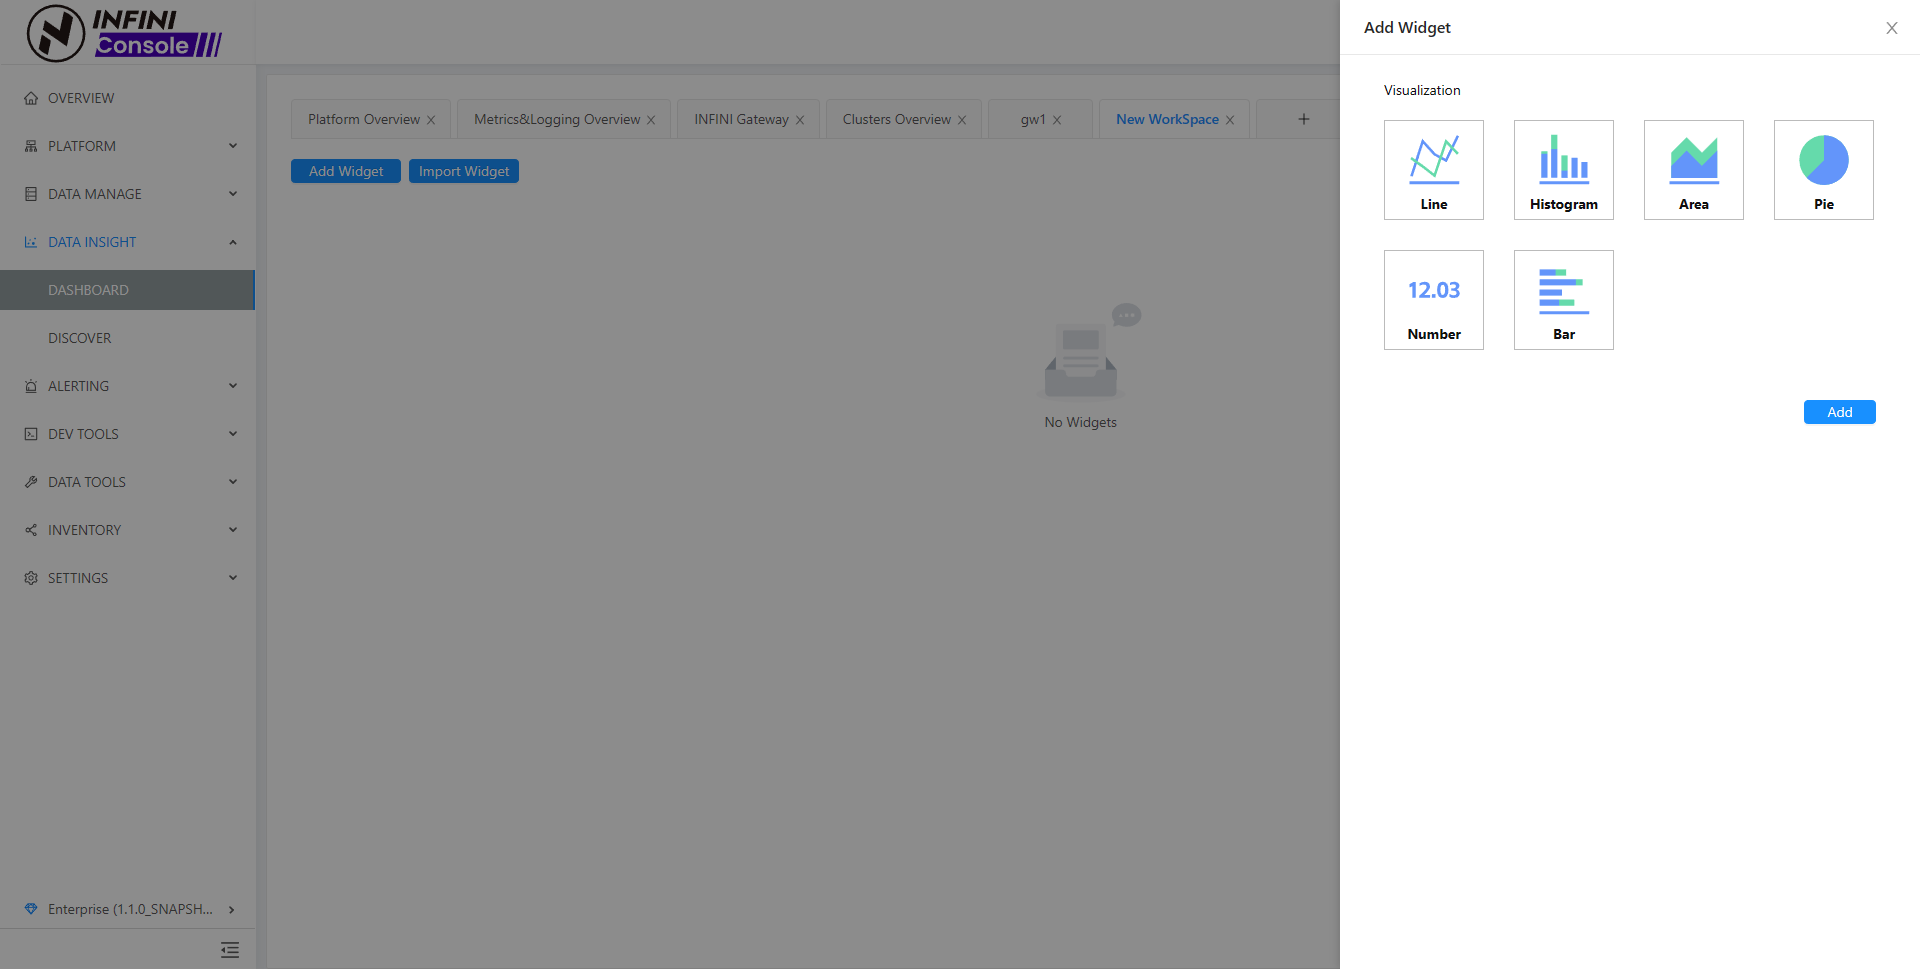 INFINI
Console
OVERVIEW
PLATFORM
DATA MANAGE
DATA INSIGHT
DASHBOARD
DISCOVER
ALERTING
DEV TOOLS
DATA TOOLS
INVENTORY
SETTINGS
Enterprise (1.1.0_SNAPSH...
Platform Overview
Metrics&Logging Overview
INFINI Gateway
Clusters Overview
gw1
New WorkSpace
Add Widget
Import Widget
No Widgets
Add Widget
Visualization
Line
Histogram
Area
Pie
12.03
Number
Bar
Add